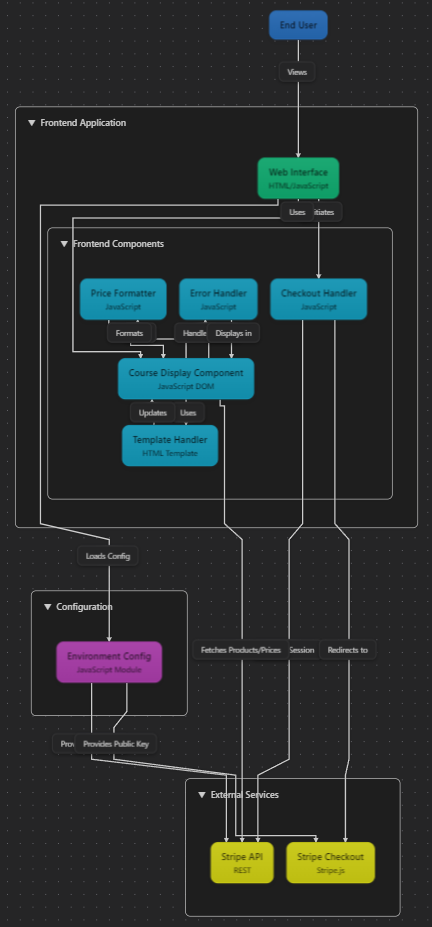 End User
Views
Frontend Application
Web Interface
HTML/JavaScript
Uses
Frontend Components
Price Formatter
JavaScript
Error Handler
JavaScript
Checkout Handler
JavaScript
Formats
Displays in
Course Display Component
JavaScript DOM
Updates
Uses
Template Handler
HTML Template
Loads Config
Configuration
Environment Config
JavaScript Module
Fetches Products/Prices
Session
Redirects to
Provides Public Key
External Services
Stripe API
REST
Stripe Checkout
Stripe.js